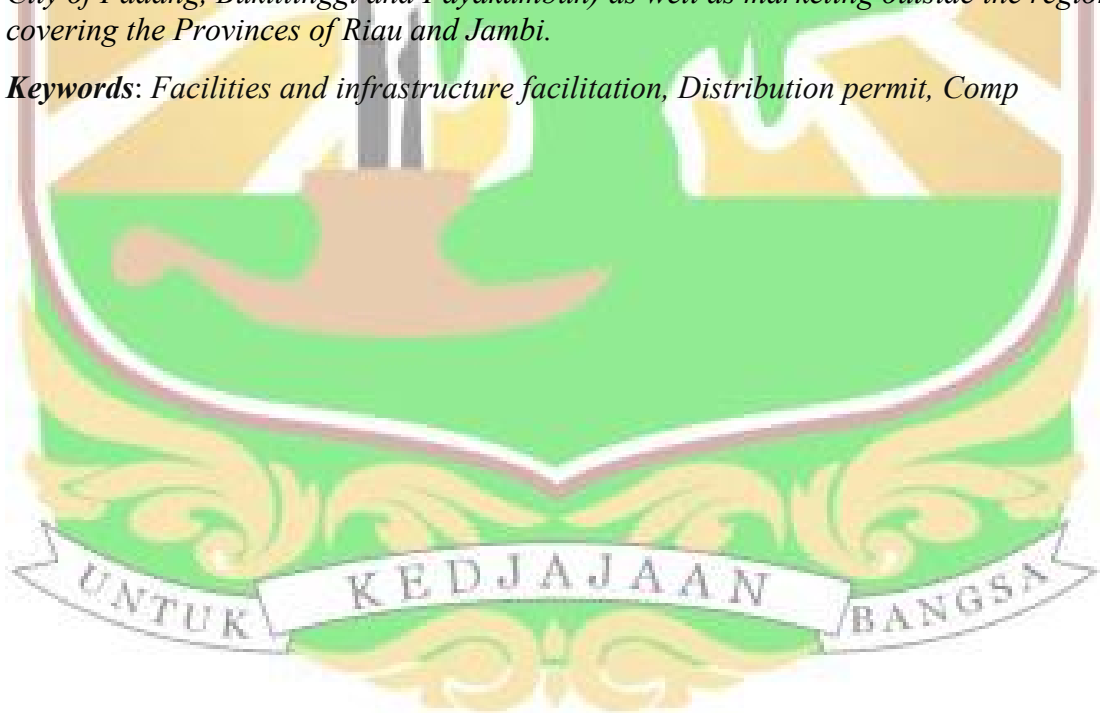 City of Padang, Bukittinggi and Payakumbuh) as well as marketing outside the region
covering the Provinces of Riau and Jambi.
Keywords: Facilities and infrastructure facilitation, Distribution permit, Comp
UNTUK KEDJAJAAN BANGSA